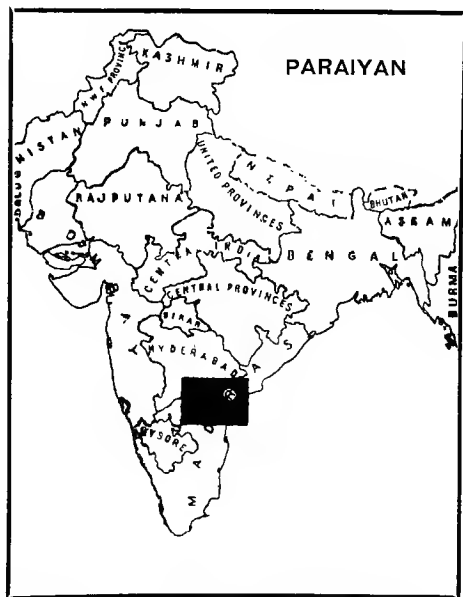 PARAIYAN
KASHMIR
N.W.F. PROVINCE
PUNJAB
BALUCHISTAN
RAJPUTANA
UNITED PROVINCES
NEPAL
BHUTAN
ASSAM
CENTRAL INDIA
BENGAL
BURMA
CENTRAL PROVINCES
BERAR
HYDERABAD
MYSORE
MADRAS